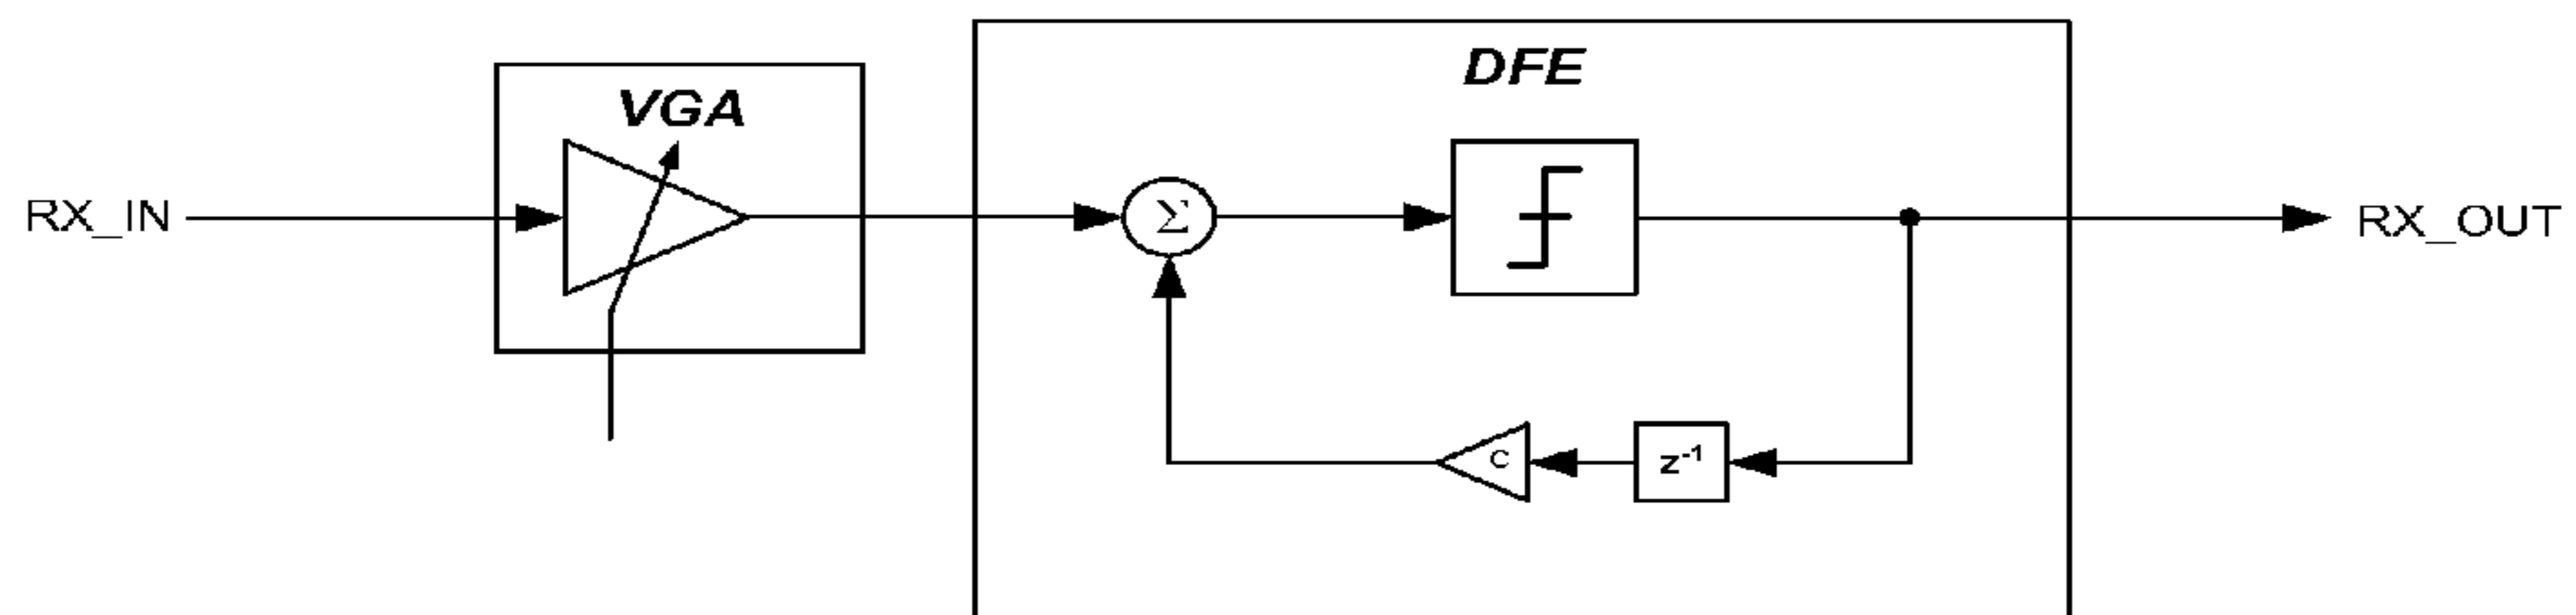 DFE
VGA
RX_IN
Σ
RX_OUT
c
z⁻¹